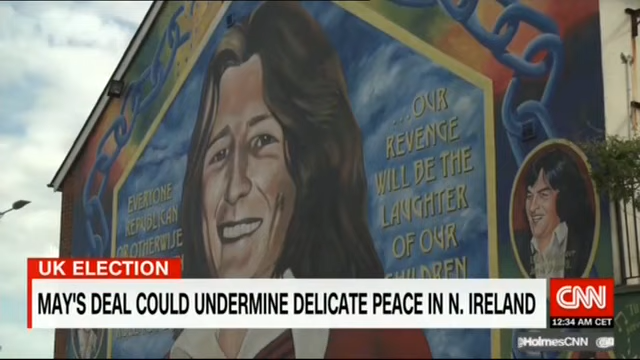 ...OUR
REVENGE
WILL BE THE
LAUGHTER
OF OUR
CHILDREN
EVERYONE
REPUBLICAN
OR OTHERWISE
UK ELECTION
MAY'S DEAL COULD UNDERMINE DELICATE PEACE IN N. IRELAND
CNN
12:34 AM CET
@HolmesCNN